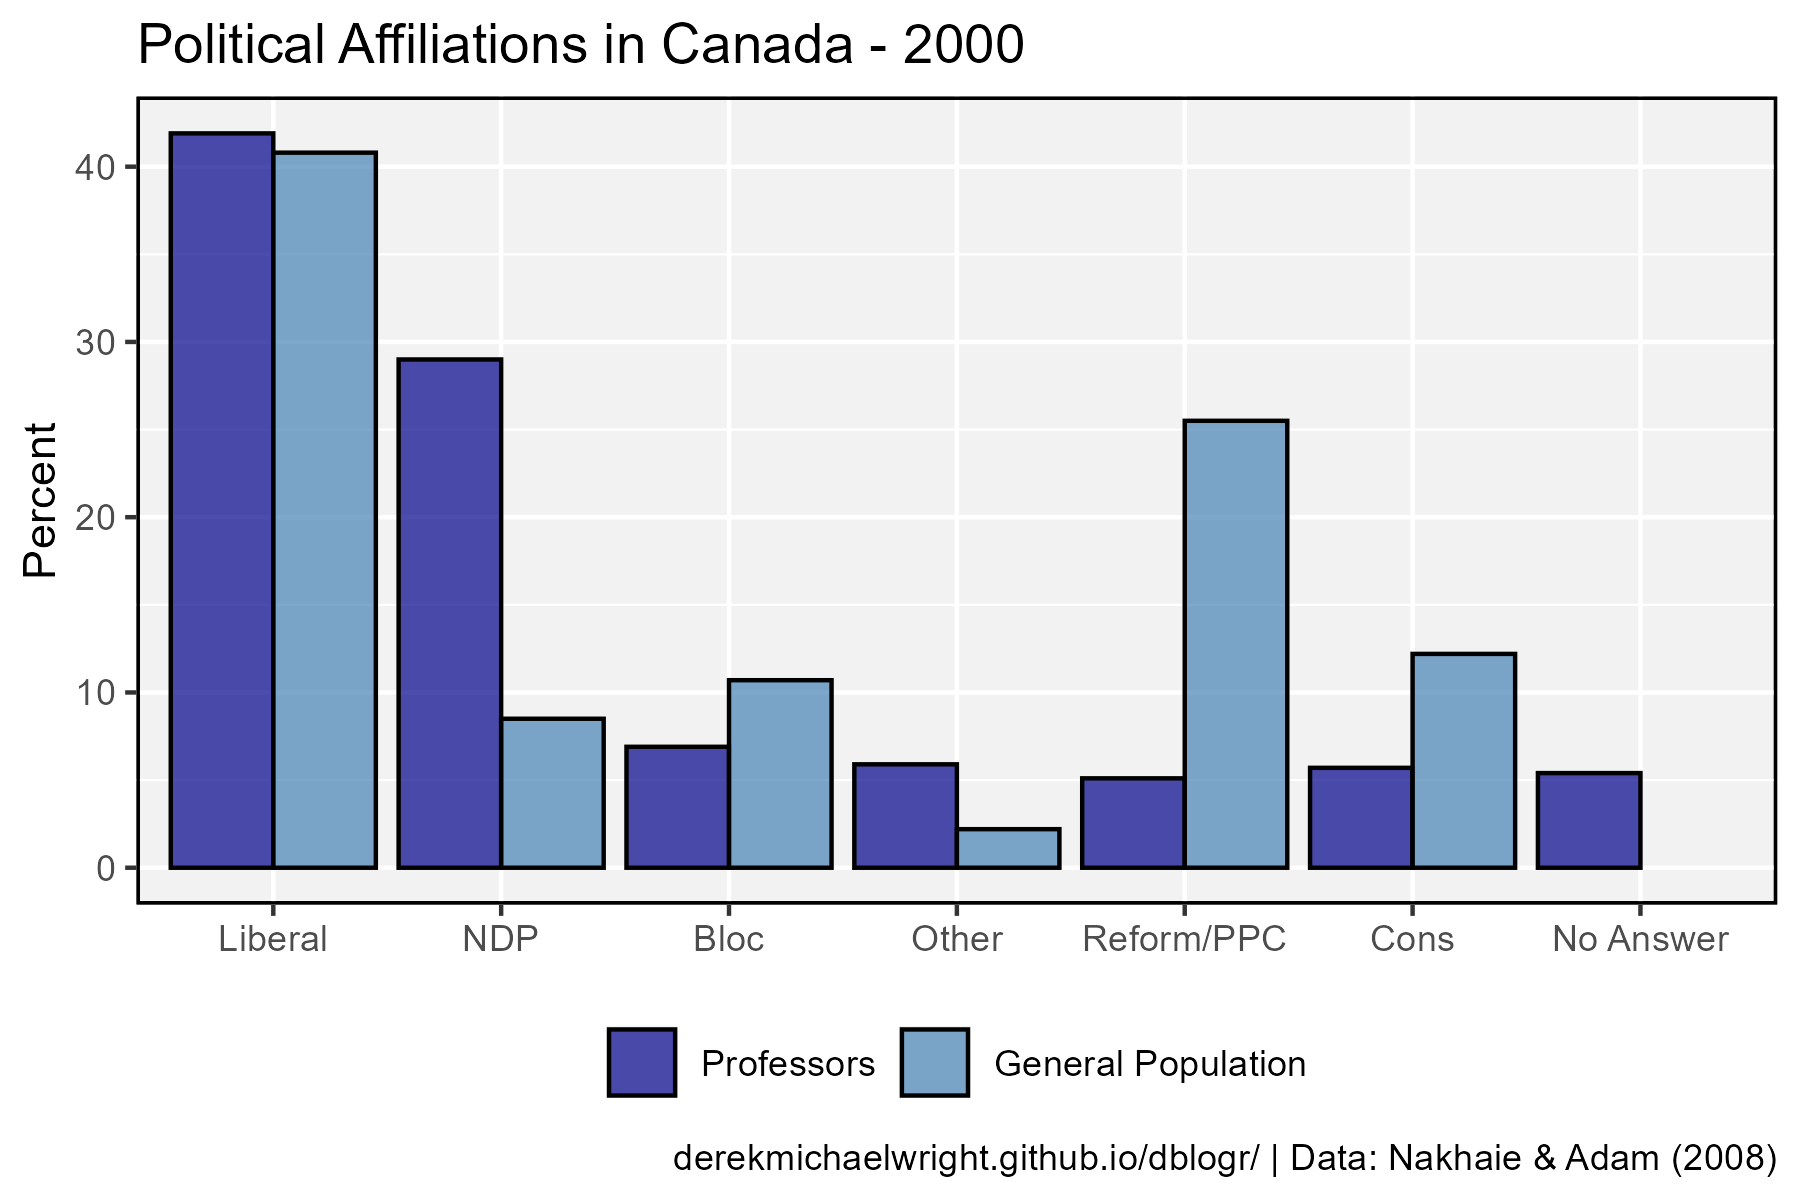 Political Affiliations in Canada - 2000
Percent
40
30
20
10
0
Liberal NDP Bloc Other Reform/PPC Cons No Answer
Professors General Population
derekmichaelwright.github.io/dblogr/ | Data: Nakhaie & Adam (2008)